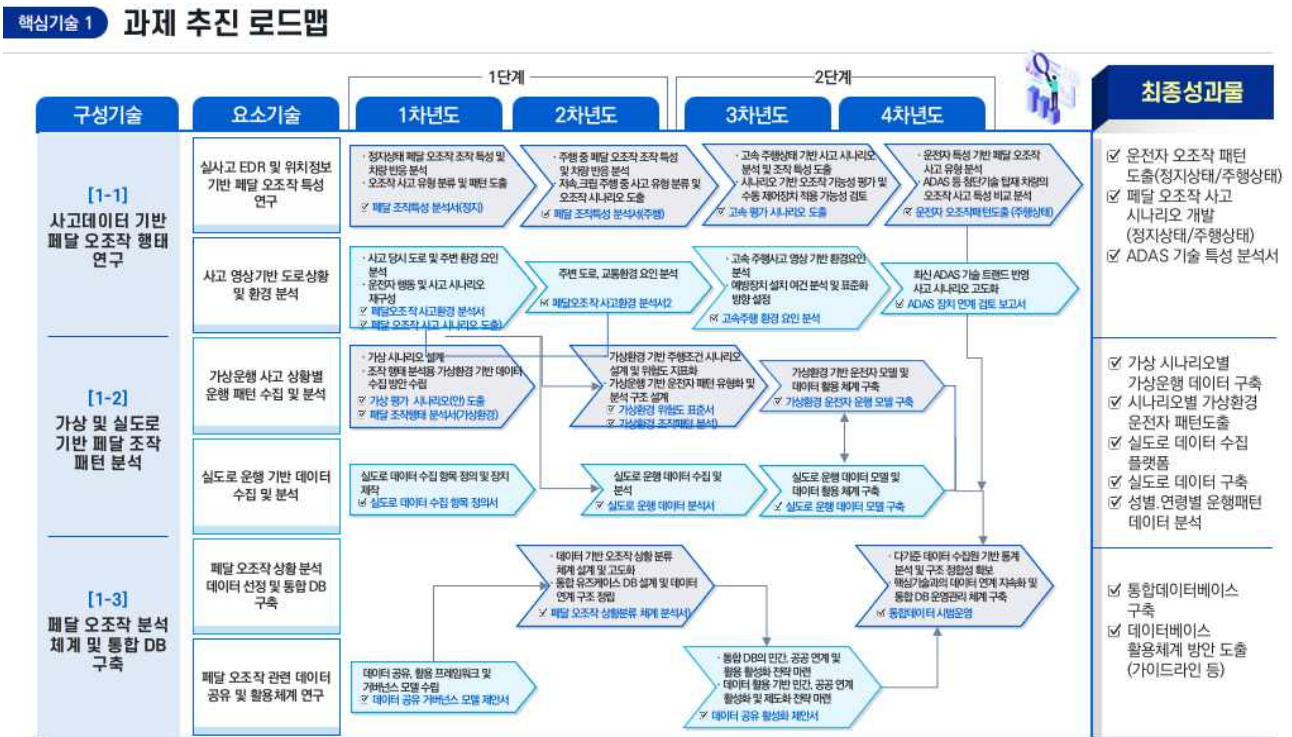 핵심기술 1
과제 추진 로드맵
1단계
2단계
구성기술
요소기술
1차년도
2차년도
3차년도
4차년도
최종성과물
[1-1]
사고데이터 기반
페달 오조작 행태
연구
실사고 EDR 및 위치정보
기반 페달 오조작 특성
연구
· 정지상태 페달 오조작 조작 특성 및
차량 반응 분석
· 오조작 사고 유형 분류 및 패턴 도출
☑ 페달 조작특성 분석서(정지)
· 주행 중 페달 오조작 조작 특성
및 차량 반응 분석
· 저속,크립 주행 중 사고 유형 분류 및
오조작 시나리오 도출
☑ 페달 조작특성 분석서(주행)
· 고속 주행상태 기반 사고 시나리오
분석 및 조작 특성 도출
· 시나리오 기반 오조작 가능성 평가 및
수동 제어장치 적용 가능성 검토
☑ 고속 평가 시나리오 도출
· 운전자 특성 기반 페달 오조작
사고 유형 분석
· ADAS 등 첨단기술 탑재 차량의
오조작 사고 특성 비교 분석
☑ 운전자 오조작패턴도출 (주행상태)
☑ 운전자 오조작 패턴
도출(정지상태/주행상태)
☑ 페달 오조작 사고
시나리오 개발
(정지상태/주행상태)
☑ ADAS 기술 특성 분석서
사고 영상기반 도로상황
및 환경 분석
· 사고 당시 도로 및 주변 환경 요인
분석
· 운전자 행동 및 사고 시나리오
재구성
☑ 페달오조작 사고환경 분석서
☑ 페달 오조작 사고 시나리오 도출)
주변 도로, 교통환경 요인 분석
☑ 페달오조작 사고환경 분석서2
· 고속 주행사고 영상 기반 환경요인
분석
· 예방장치 설치 여건 분석 및 표준화
방향 설정
☑ 고속주행 환경 요인 분석
최신 ADAS 기술 트렌드 반영
사고 시나리오 고도화
☑ ADAS 장치 연계 검토 보고서
[1-2]
가상 및 실도로
기반 페달 조작
패턴 분석
가상운행 사고 상황별
운행 패턴 수집 및 분석
· 가상 시나리오 설계
· 조작 행태 분석용 가상환경 기반 데이터
수집 방안 수립
☑ 가상 평가 시나리오(안) 도출
☑ 페달 조작행태 분석서(가상환경)
· 가상환경 기반 주행조건 시나리오
설계 및 위험도 지표화
· 가상운행 기반 운전자 패턴 유형화 및
분석 구조 설계
☑ 가상환경 위험도 표준서
☑ 가상환경 조작패턴 분석)
가상환경 기반 운전자 모델 및
데이터 활용 체계 구축
☑ 가상환경 운전자 운행 모델 구축
☑ 가상 시나리오별
가상운행 데이터 구축
☑ 시나리오별 가상환경
운전자 패턴도출
☑ 실도로 데이터 수집
플랫폼
☑ 실도로 데이터 구축
☑ 성별.연령별 운행패턴
데이터 분석
실도로 운행 기반 데이터
수집 및 분석
실도로 데이터 수집 항목 정의 및 장치
제작
☑ 실도로 데이터 수집 항목 정의서
실도로 운행 데이터 수집 및
분석
☑ 실도로 운행 데이터 분석서
실도로 운행 데이터 모델 및
데이터 활용 체계 구축
☑ 실도로 운행 데이터 모델 구축
[1-3]
페달 오조작 분석
체계 및 통합 DB
구축
페달 오조작 상황 분석
데이터 선정 및 통합 DB
구축
· 데이터 기반 오조작 상황 분류
체계 설계 및 고도화
· 통합 유즈케이스 DB 설계 및 데이터
연계 구조 정립
☑ 페달 오조작 상황분류 체계 분석서)
· 다기준 데이터 수집원 기반 통계
분석 및 구조 정합성 확보
· 핵심기술과의 데이터 연계 지속화 및
통합 DB 운영관리 체계 구축
☑ 통합데이터 시범운영
☑ 통합데이터베이스
구축
☑ 데이터베이스
활용체계 방안 도출
(가이드라인 등)
페달 오조작 관련 데이터
공유 및 활용체계 연구
데이터 공유, 활용 프레임워크 및
거버넌스 모델 수립
☑ 데이터 공유 거버넌스 모델 제안서
· 통합 DB의 민간, 공공 연계 및
활용 활성화 전략 마련
· 데이터 활용 기반 민간, 공공 연계
활성화 및 제도화 전략 마련
☑ 데이터 공유 활성화 제안서